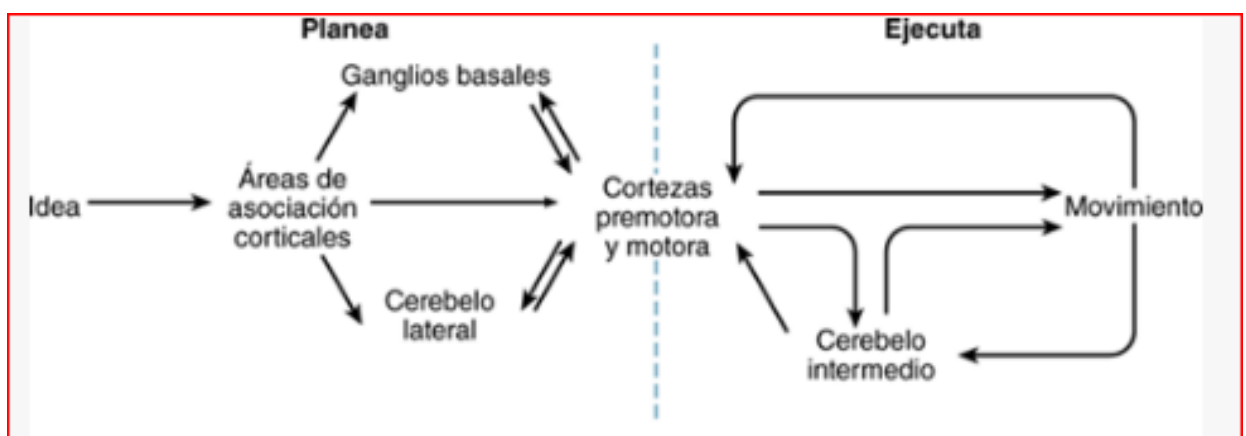 Planea
Ejecuta
Ganglios basales
Idea
Áreas de
asociación
corticales
Cortezas
premotora
y motora
Movimiento
Cerebelo
lateral
Cerebelo
intermedio